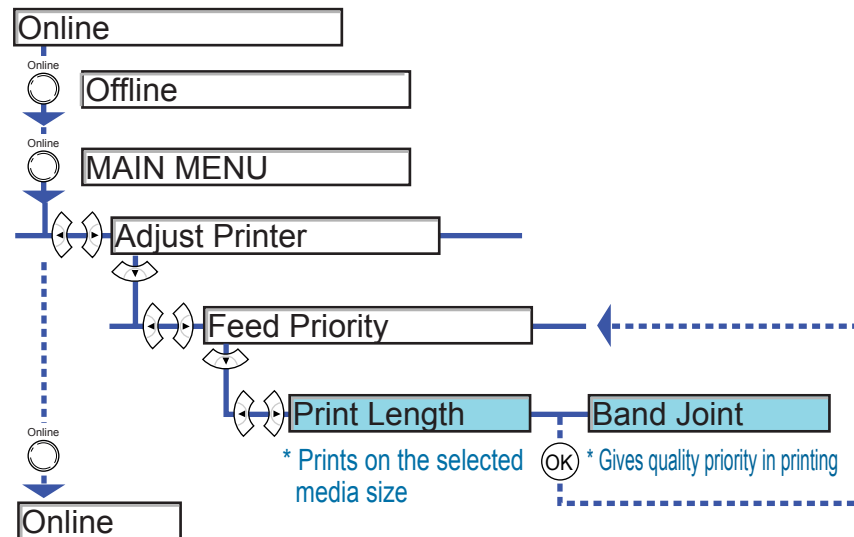 Online
Online
Offline
Online
MAIN MENU
Adjust Printer
Feed Priority
Print Length
Band Joint
* Prints on the selected
media size
OK
* Gives quality priority in printing
Online
Online